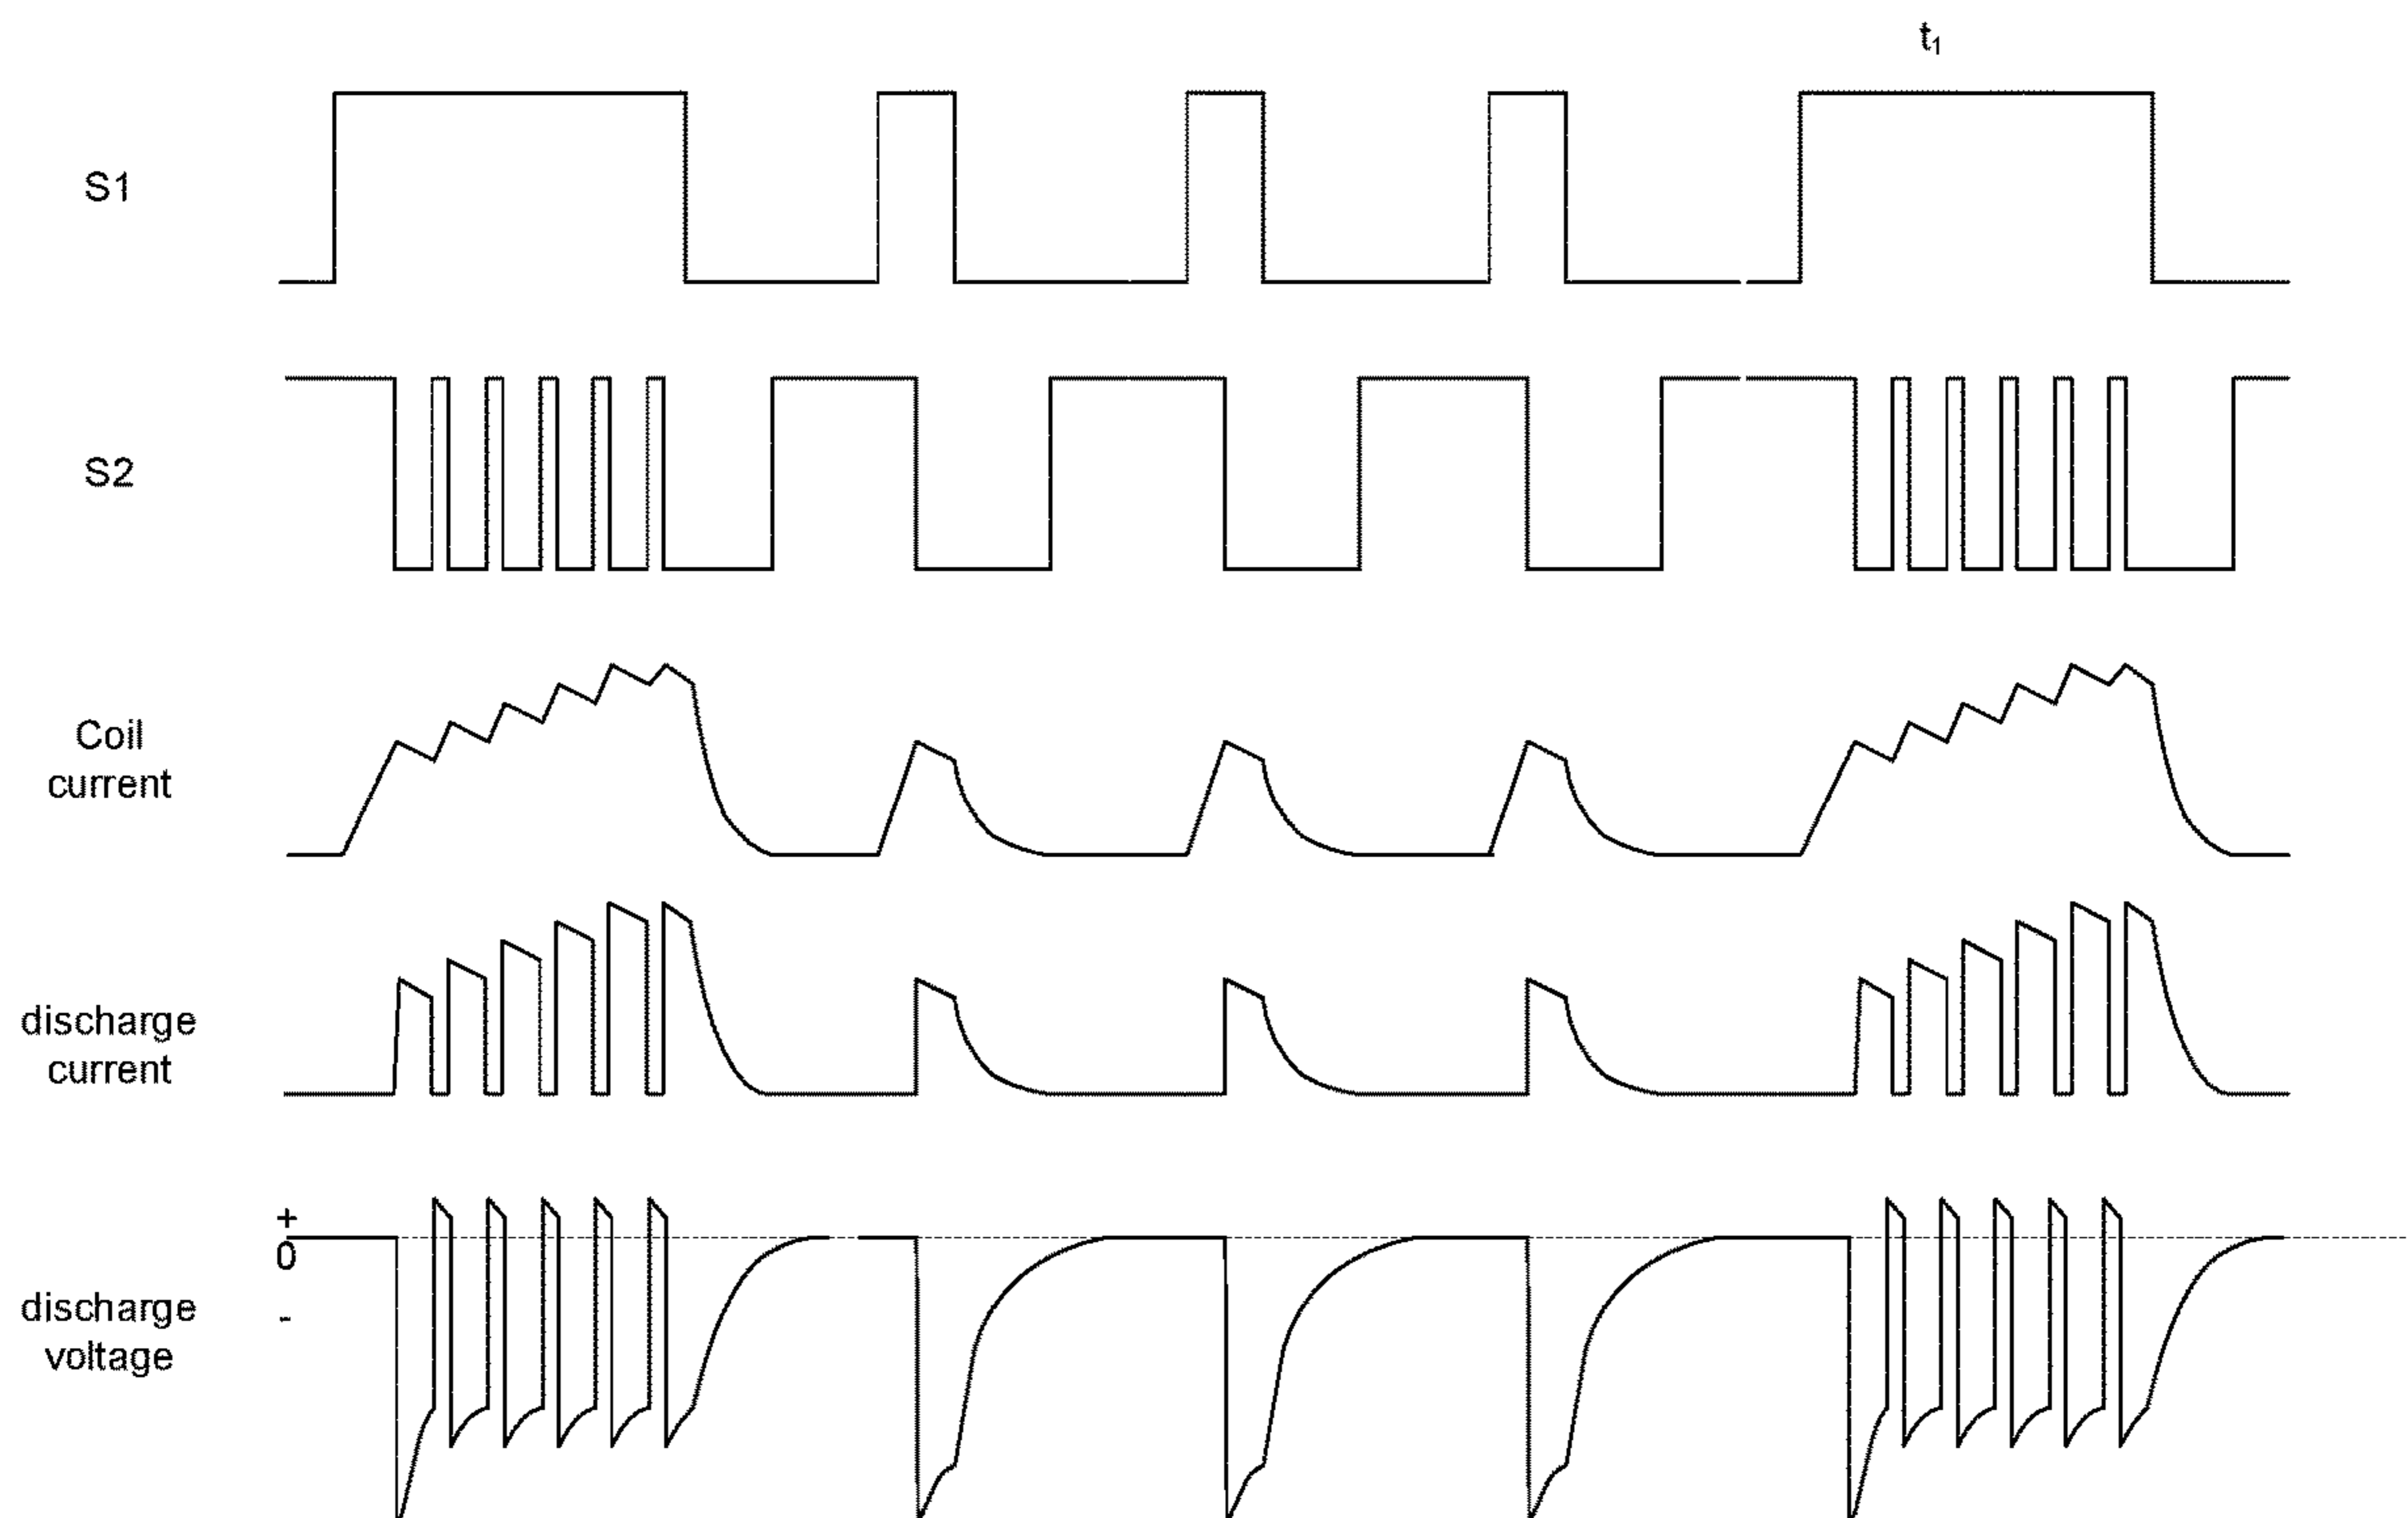 t1
S1
S2
Coil
current
discharge
current
+
0
-
discharge
voltage